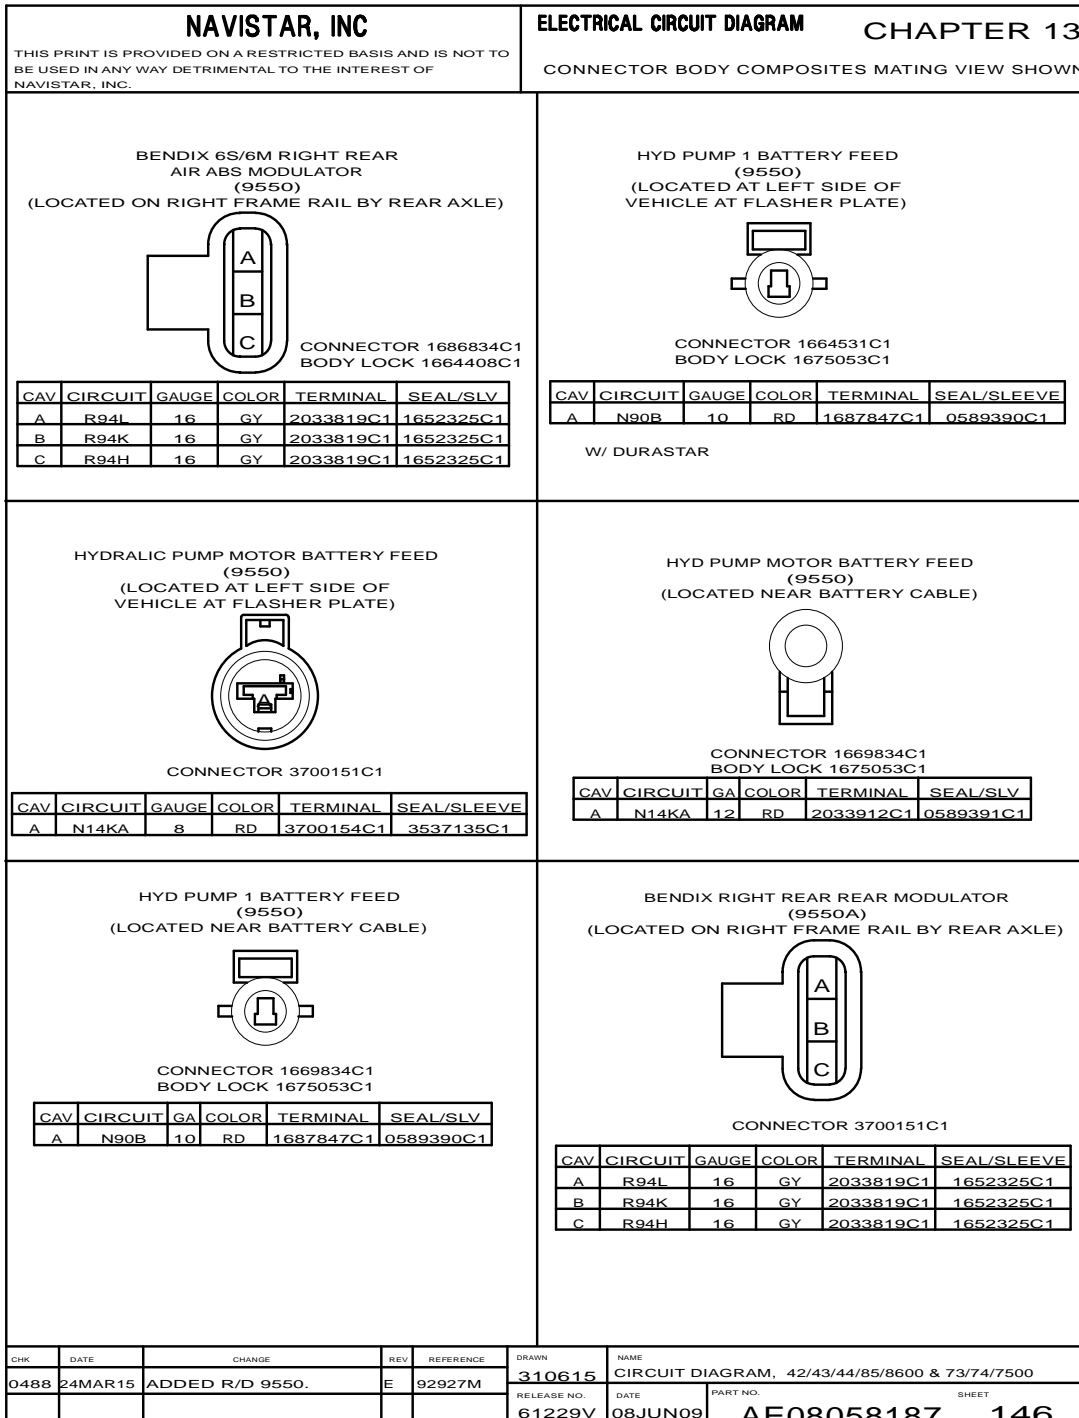 NAVISTAR, INC
THIS PRINT IS PROVIDED ON A RESTRICTED BASIS AND IS NOT TO
BE USED IN ANY WAY DETRIMENTAL TO THE INTEREST OF
NAVISTAR, INC.
ELECTRICAL CIRCUIT DIAGRAM CHAPTER 13
CONNECTOR BODY COMPOSITES MATING VIEW SHOWN
BENDIX 6S/6M RIGHT REAR
AIR ABS MODULATOR
(9550)
(LOCATED ON RIGHT FRAME RAIL BY REAR AXLE)
A
B
C
CONNECTOR 1686834C1
BODY LOCK 1664408C1
CAV CIRCUIT GAUGE COLOR TERMINAL SEAL/SLV
A R94L 16 GY 2033819C1 1652325C1
B R94K 16 GY 2033819C1 1652325C1
C R94H 16 GY 2033819C1 1652325C1
HYD PUMP 1 BATTERY FEED
(9550)
(LOCATED AT LEFT SIDE OF
VEHICLE AT FLASHER PLATE)
CONNECTOR 1664531C1
BODY LOCK 1675053C1
CAV CIRCUIT GAUGE COLOR TERMINAL SEAL/SLEEVE
A N90B 10 RD 1687847C1 0589390C1
W/ DURASTAR
HYDRALIC PUMP MOTOR BATTERY FEED
(9550)
(LOCATED AT LEFT SIDE OF
VEHICLE AT FLASHER PLATE)
A
CONNECTOR 3700151C1
CAV CIRCUIT GAUGE COLOR TERMINAL SEAL/SLEEVE
A N14KA 8 RD 3700154C1 3537135C1
HYD PUMP MOTOR BATTERY FEED
(9550)
(LOCATED NEAR BATTERY CABLE)
CONNECTOR 1669834C1
BODY LOCK 1675053C1
CAV CIRCUIT GA COLOR TERMINAL SEAL/SLV
A N14KA 12 RD 2033912C1 0589391C1
HYD PUMP 1 BATTERY FEED
(9550)
(LOCATED NEAR BATTERY CABLE)
CONNECTOR 1669834C1
BODY LOCK 1675053C1
CAV CIRCUIT GA COLOR TERMINAL SEAL/SLV
A N90B 10 RD 1687847C1 0589390C1
BENDIX RIGHT REAR REAR MODULATOR
(9550A)
(LOCATED ON RIGHT FRAME RAIL BY REAR AXLE)
A
B
C
CONNECTOR 3700151C1
CAV CIRCUIT GAUGE COLOR TERMINAL SEAL/SLEEVE
A R94L 16 GY 2033819C1 1652325C1
B R94K 16 GY 2033819C1 1652325C1
C R94H 16 GY 2033819C1 1652325C1
CHK DATE CHANGE REV REFERENCE
0488 24MAR15 ADDED R/D 9550. E 92927M
DRAWN NAME
310615 CIRCUIT DIAGRAM, 42/43/44/85/8600 & 73/74/7500
RELEASE NO. DATE PART NO. SHEET
61229V 08JUN09 AE08058187 146